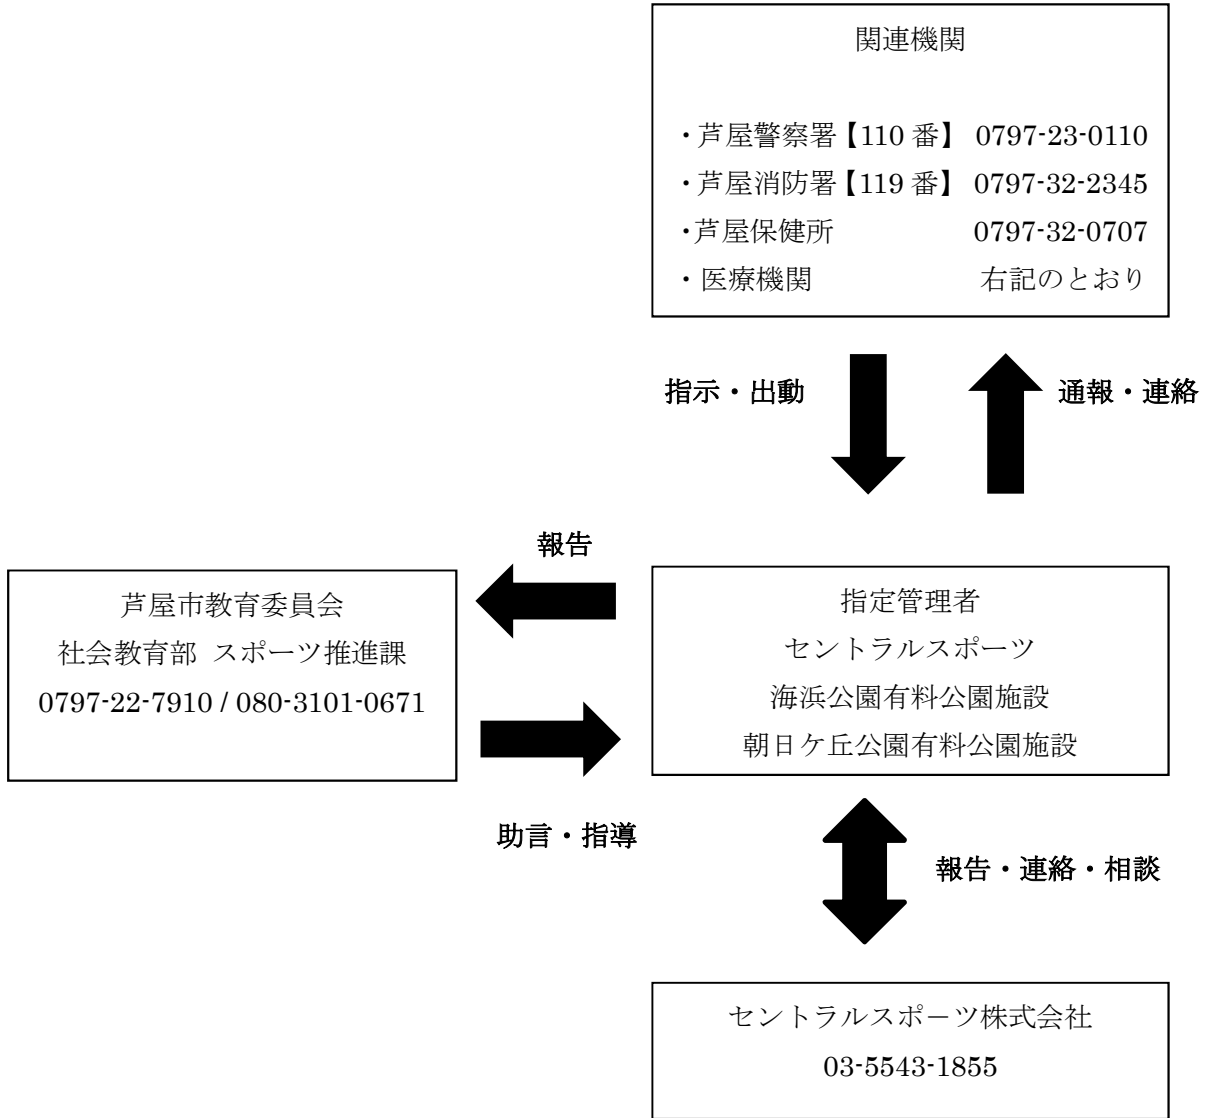 関連機関
・芦屋警察署【110 番】 0797-23-0110
・芦屋消防署【119 番】 0797-32-2345
・芦屋保健所 0797-32-0707
・医療機関 右記のとおり
指示・出動
通報・連絡
報告
芦屋市教育委員会
社会教育部 スポーツ推進課
0797-22-7910 / 080-3101-0671
指定管理者
セントラルスポーツ
海浜公園有料公園施設
朝日ケ丘公園有料公園施設
助言・指導
報告・連絡・相談
セントラルスポ－ツ株式会社
03-5543-1855